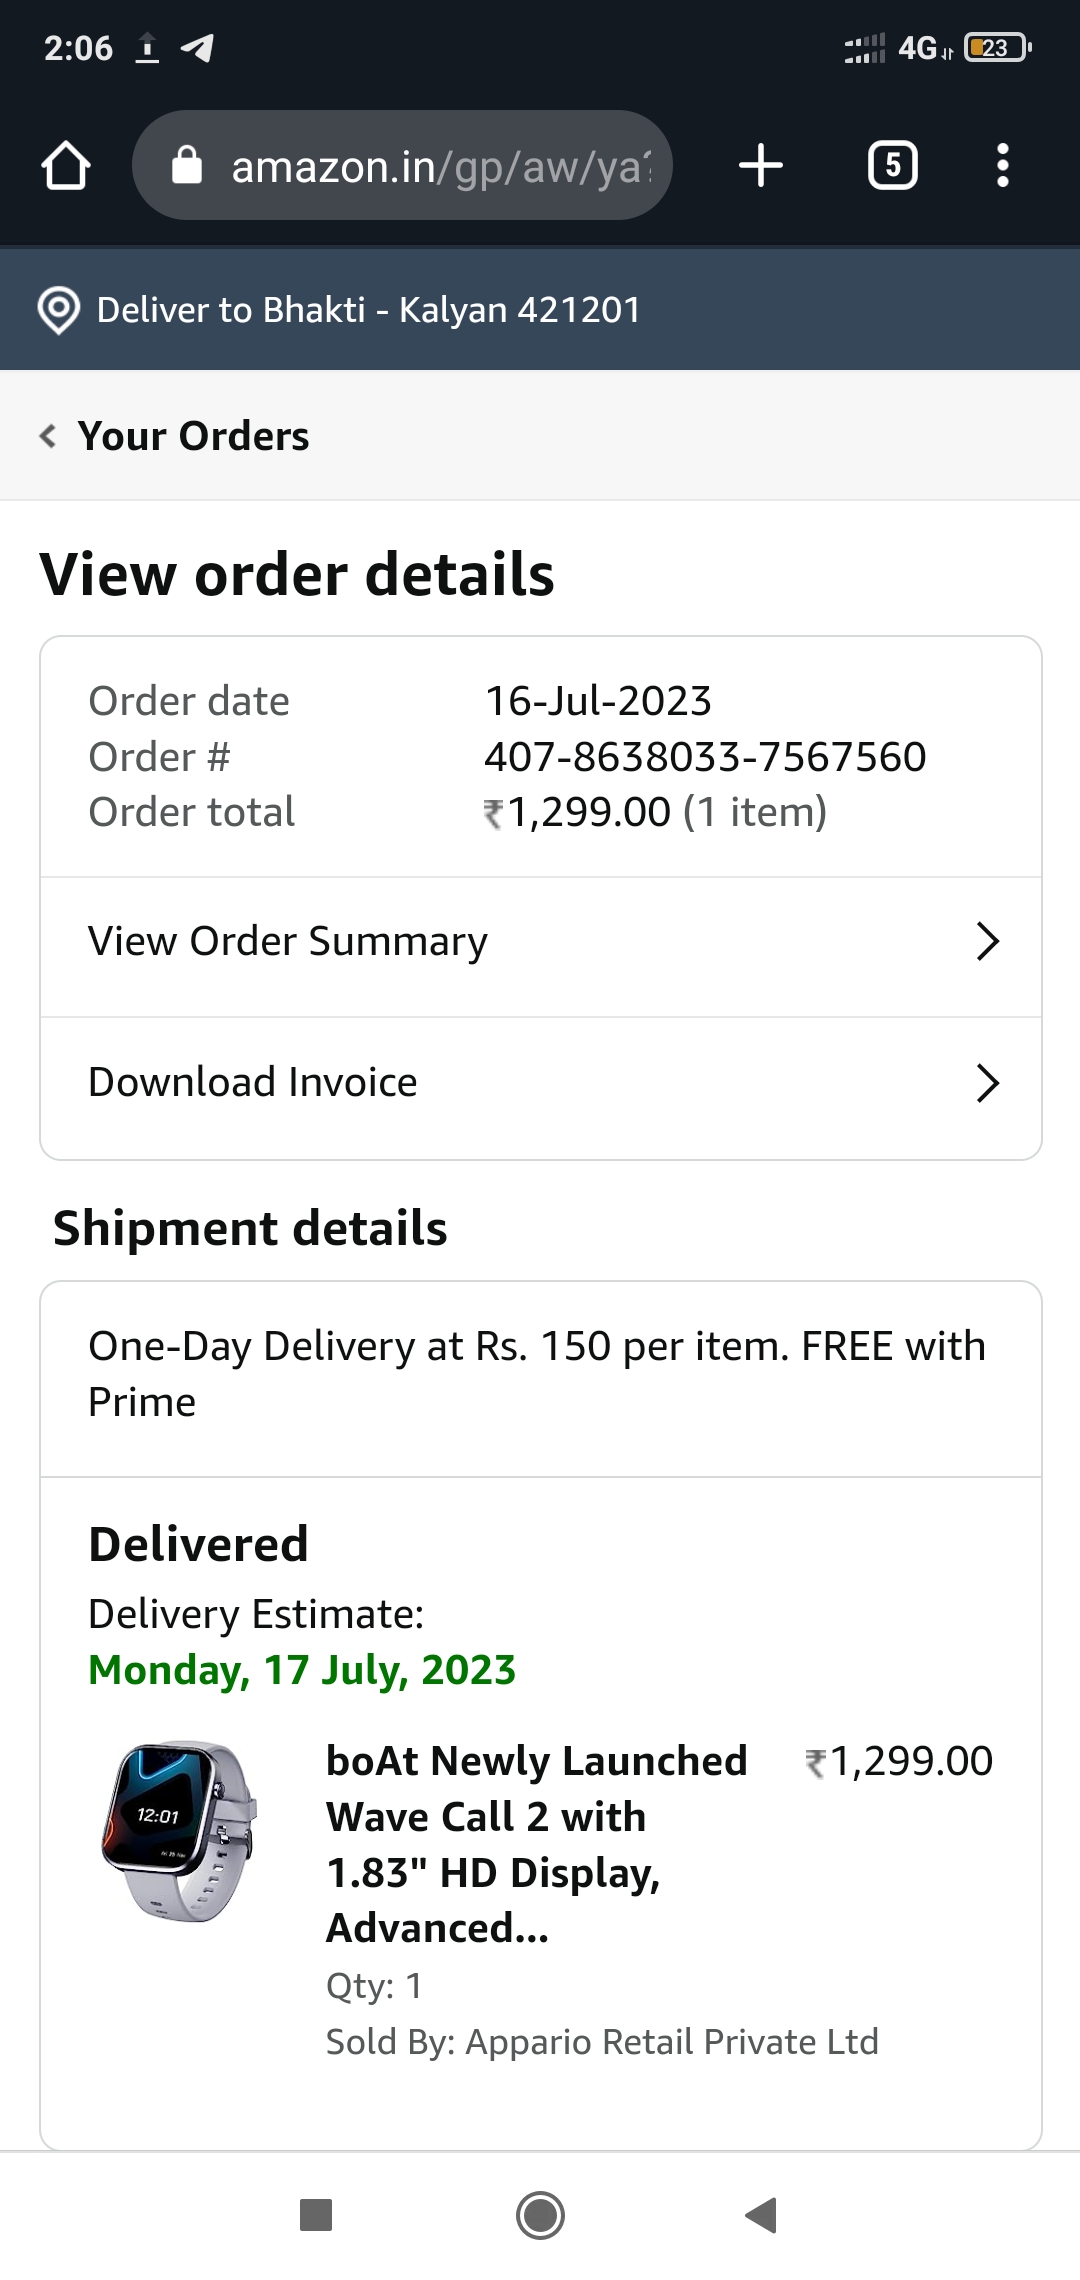 2:06
4G 23
amazon.in/gp/aw/ya
5
Deliver to Bhakti - Kalyan 421201
Your Orders
View order details
Order date 16-Jul-2023
Order # 407-8638033-7567560
Order total ₹1,299.00 (1 item)
View Order Summary
Download Invoice
Shipment details
One-Day Delivery at Rs. 150 per item. FREE with
Prime
Delivered
Delivery Estimate:
Monday, 17 July, 2023
12:01
boAt Newly Launched ₹1,299.00
Wave Call 2 with
1.83" HD Display,
Advanced...
Qty: 1
Sold By: Appario Retail Private Ltd